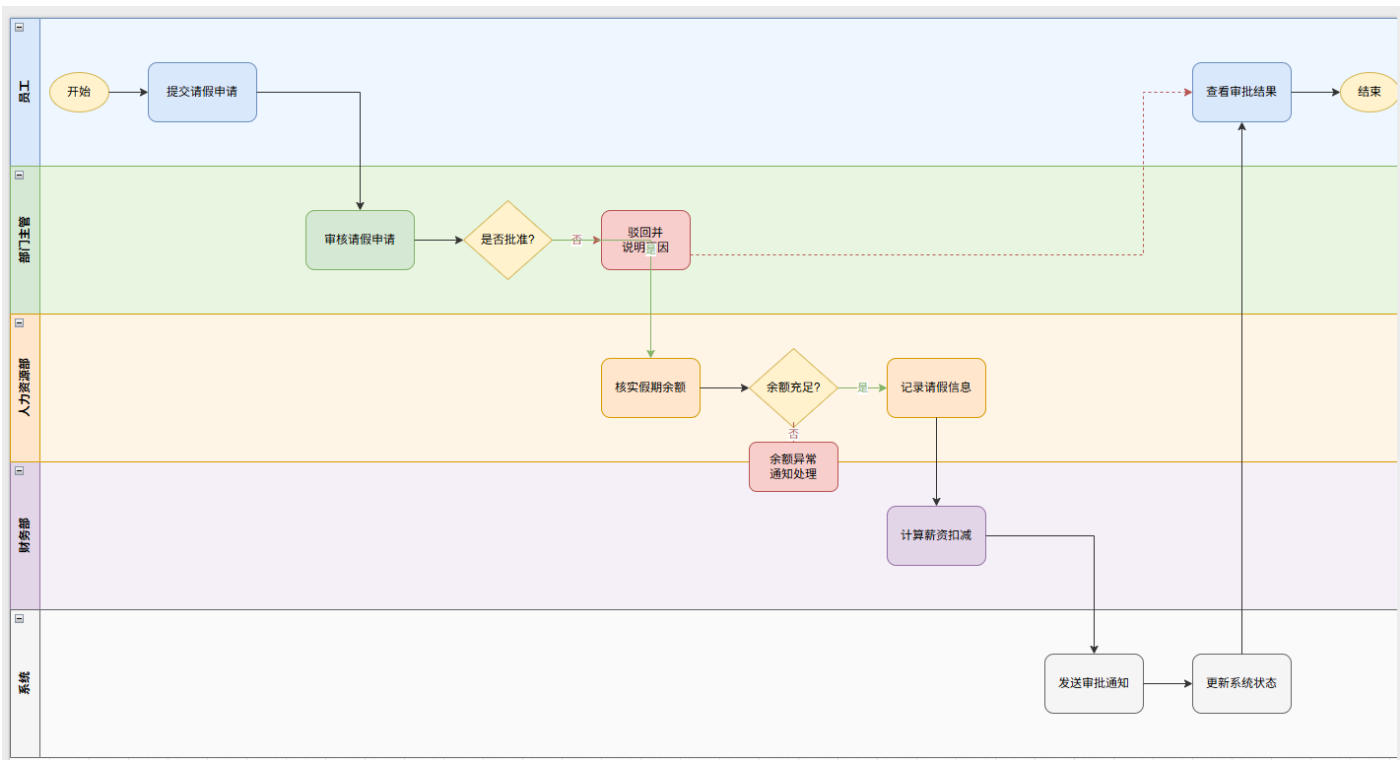 员工
开始
提交请假申请
查看审批结果
结束
部门主管
审核请假申请
是否批准?
否
驳回并
说明
因
是
人力资源部
核实假期余额
余额充足?
是
记录请假信息
否
余额异常
通知处理
财务部
计算薪资扣减
系统
发送审批通知
更新系统状态